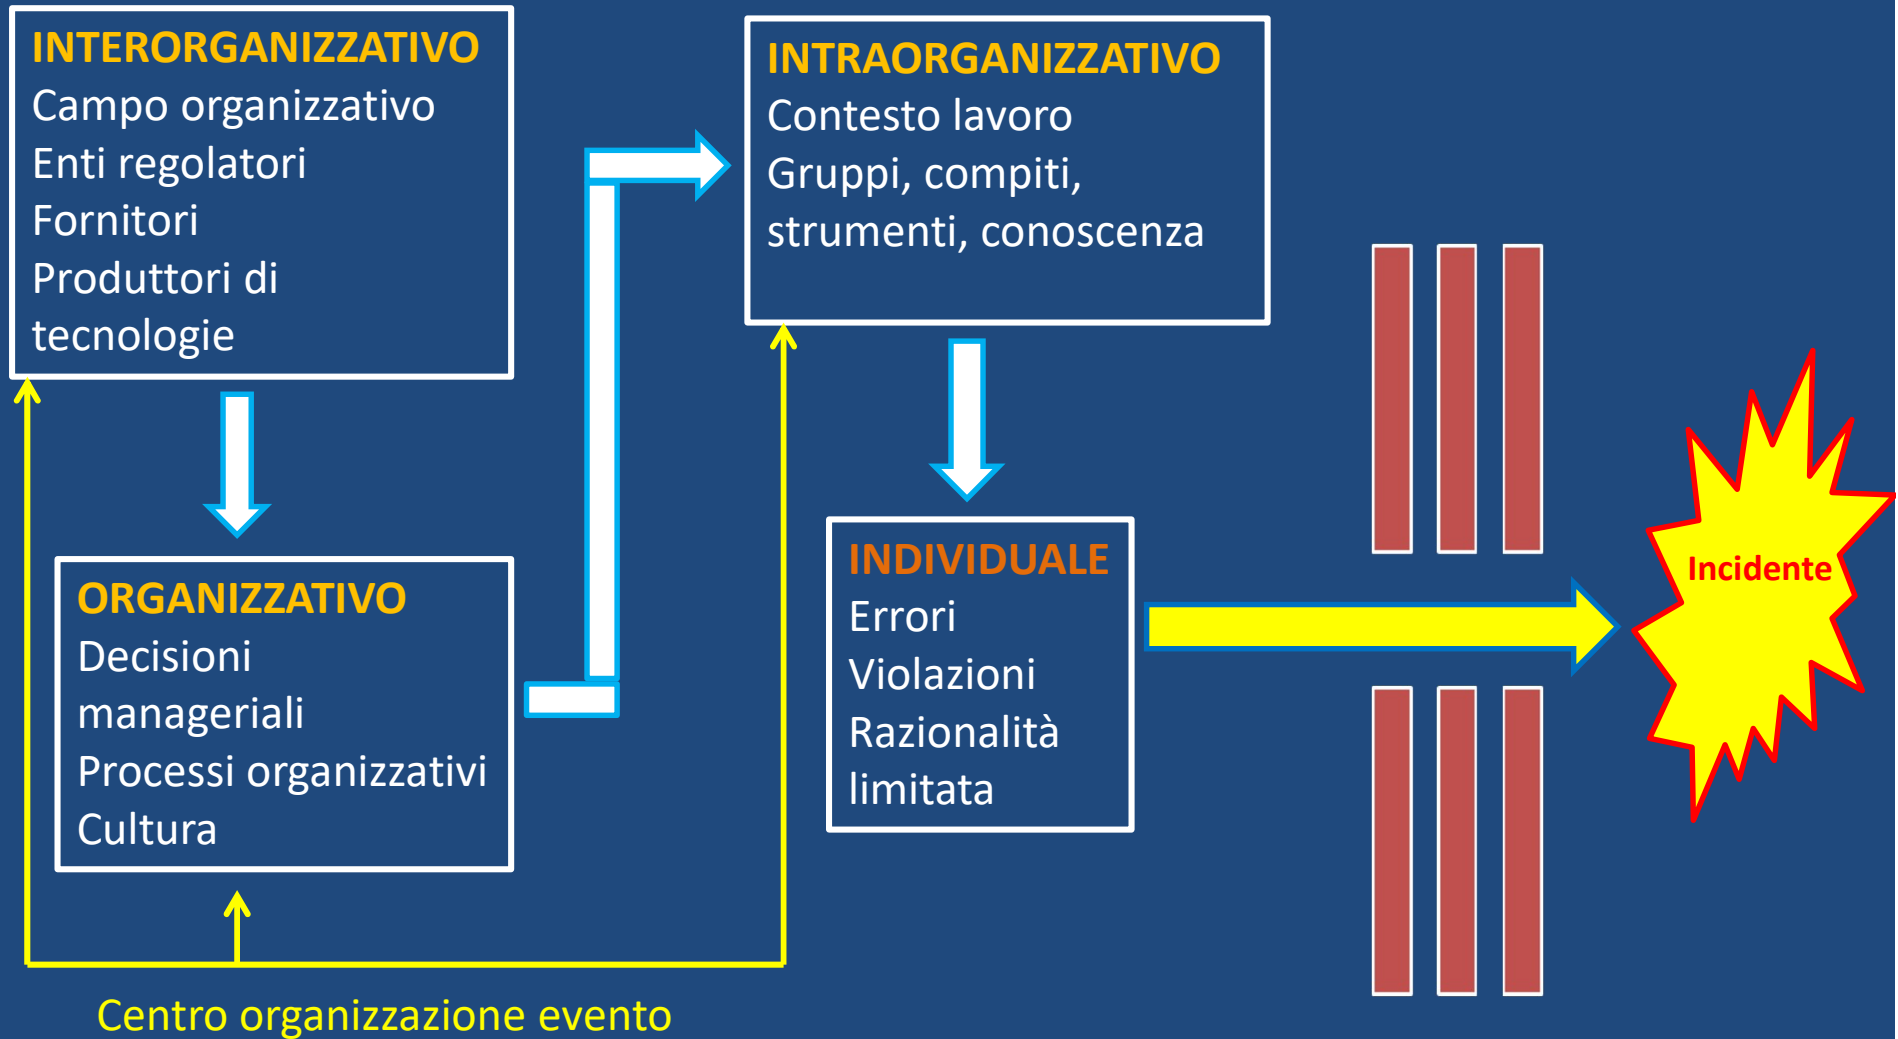 INTERORGANIZZATIVO
Campo organizzativo
Enti regolatori
Fornitori
Produttori di
tecnologie
ORGANIZZATIVO
Decisioni
manageriali
Processi organizzativi
Cultura
INTRAORGANIZZATIVO
Contesto lavoro
Gruppi, compiti,
strumenti, conoscenza
INDIVIDUALE
Errori
Violazioni
Razionalità
limitata
Incidente
Centro organizzazione evento